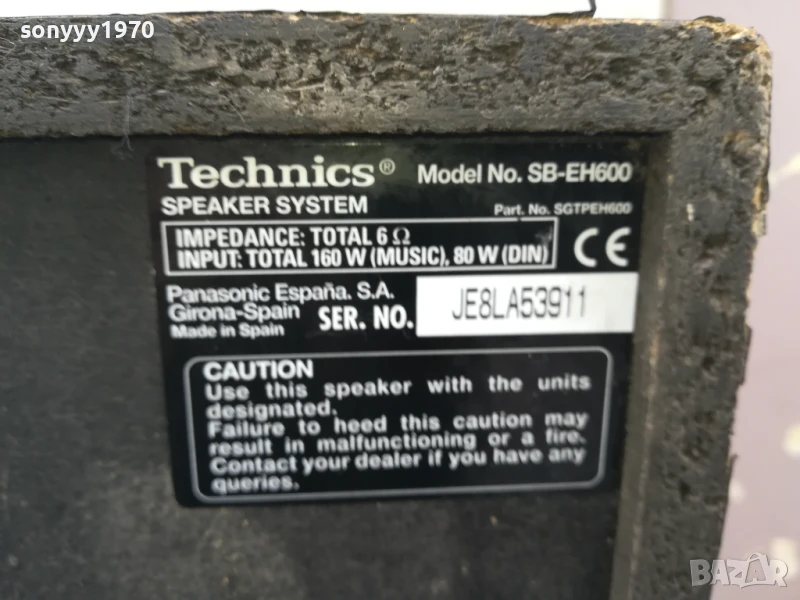 sonyyy1970
Technics® Model No. SB-EH600
SPEAKER SYSTEM Part. No. SGTPEH600
IMPEDANCE: TOTAL 6 Ω
INPUT: TOTAL 160 W (MUSIC), 80 W (DIN)
CE
Panasonic España. S.A.
Girona-Spain
Made in Spain
SER. NO. JE8LA53911
CAUTION
Use this speaker with the units
designated.
Failure to heed this caution may
result in malfunctioning or a fire.
Contact your dealer if you have any
queries.
BAZAR